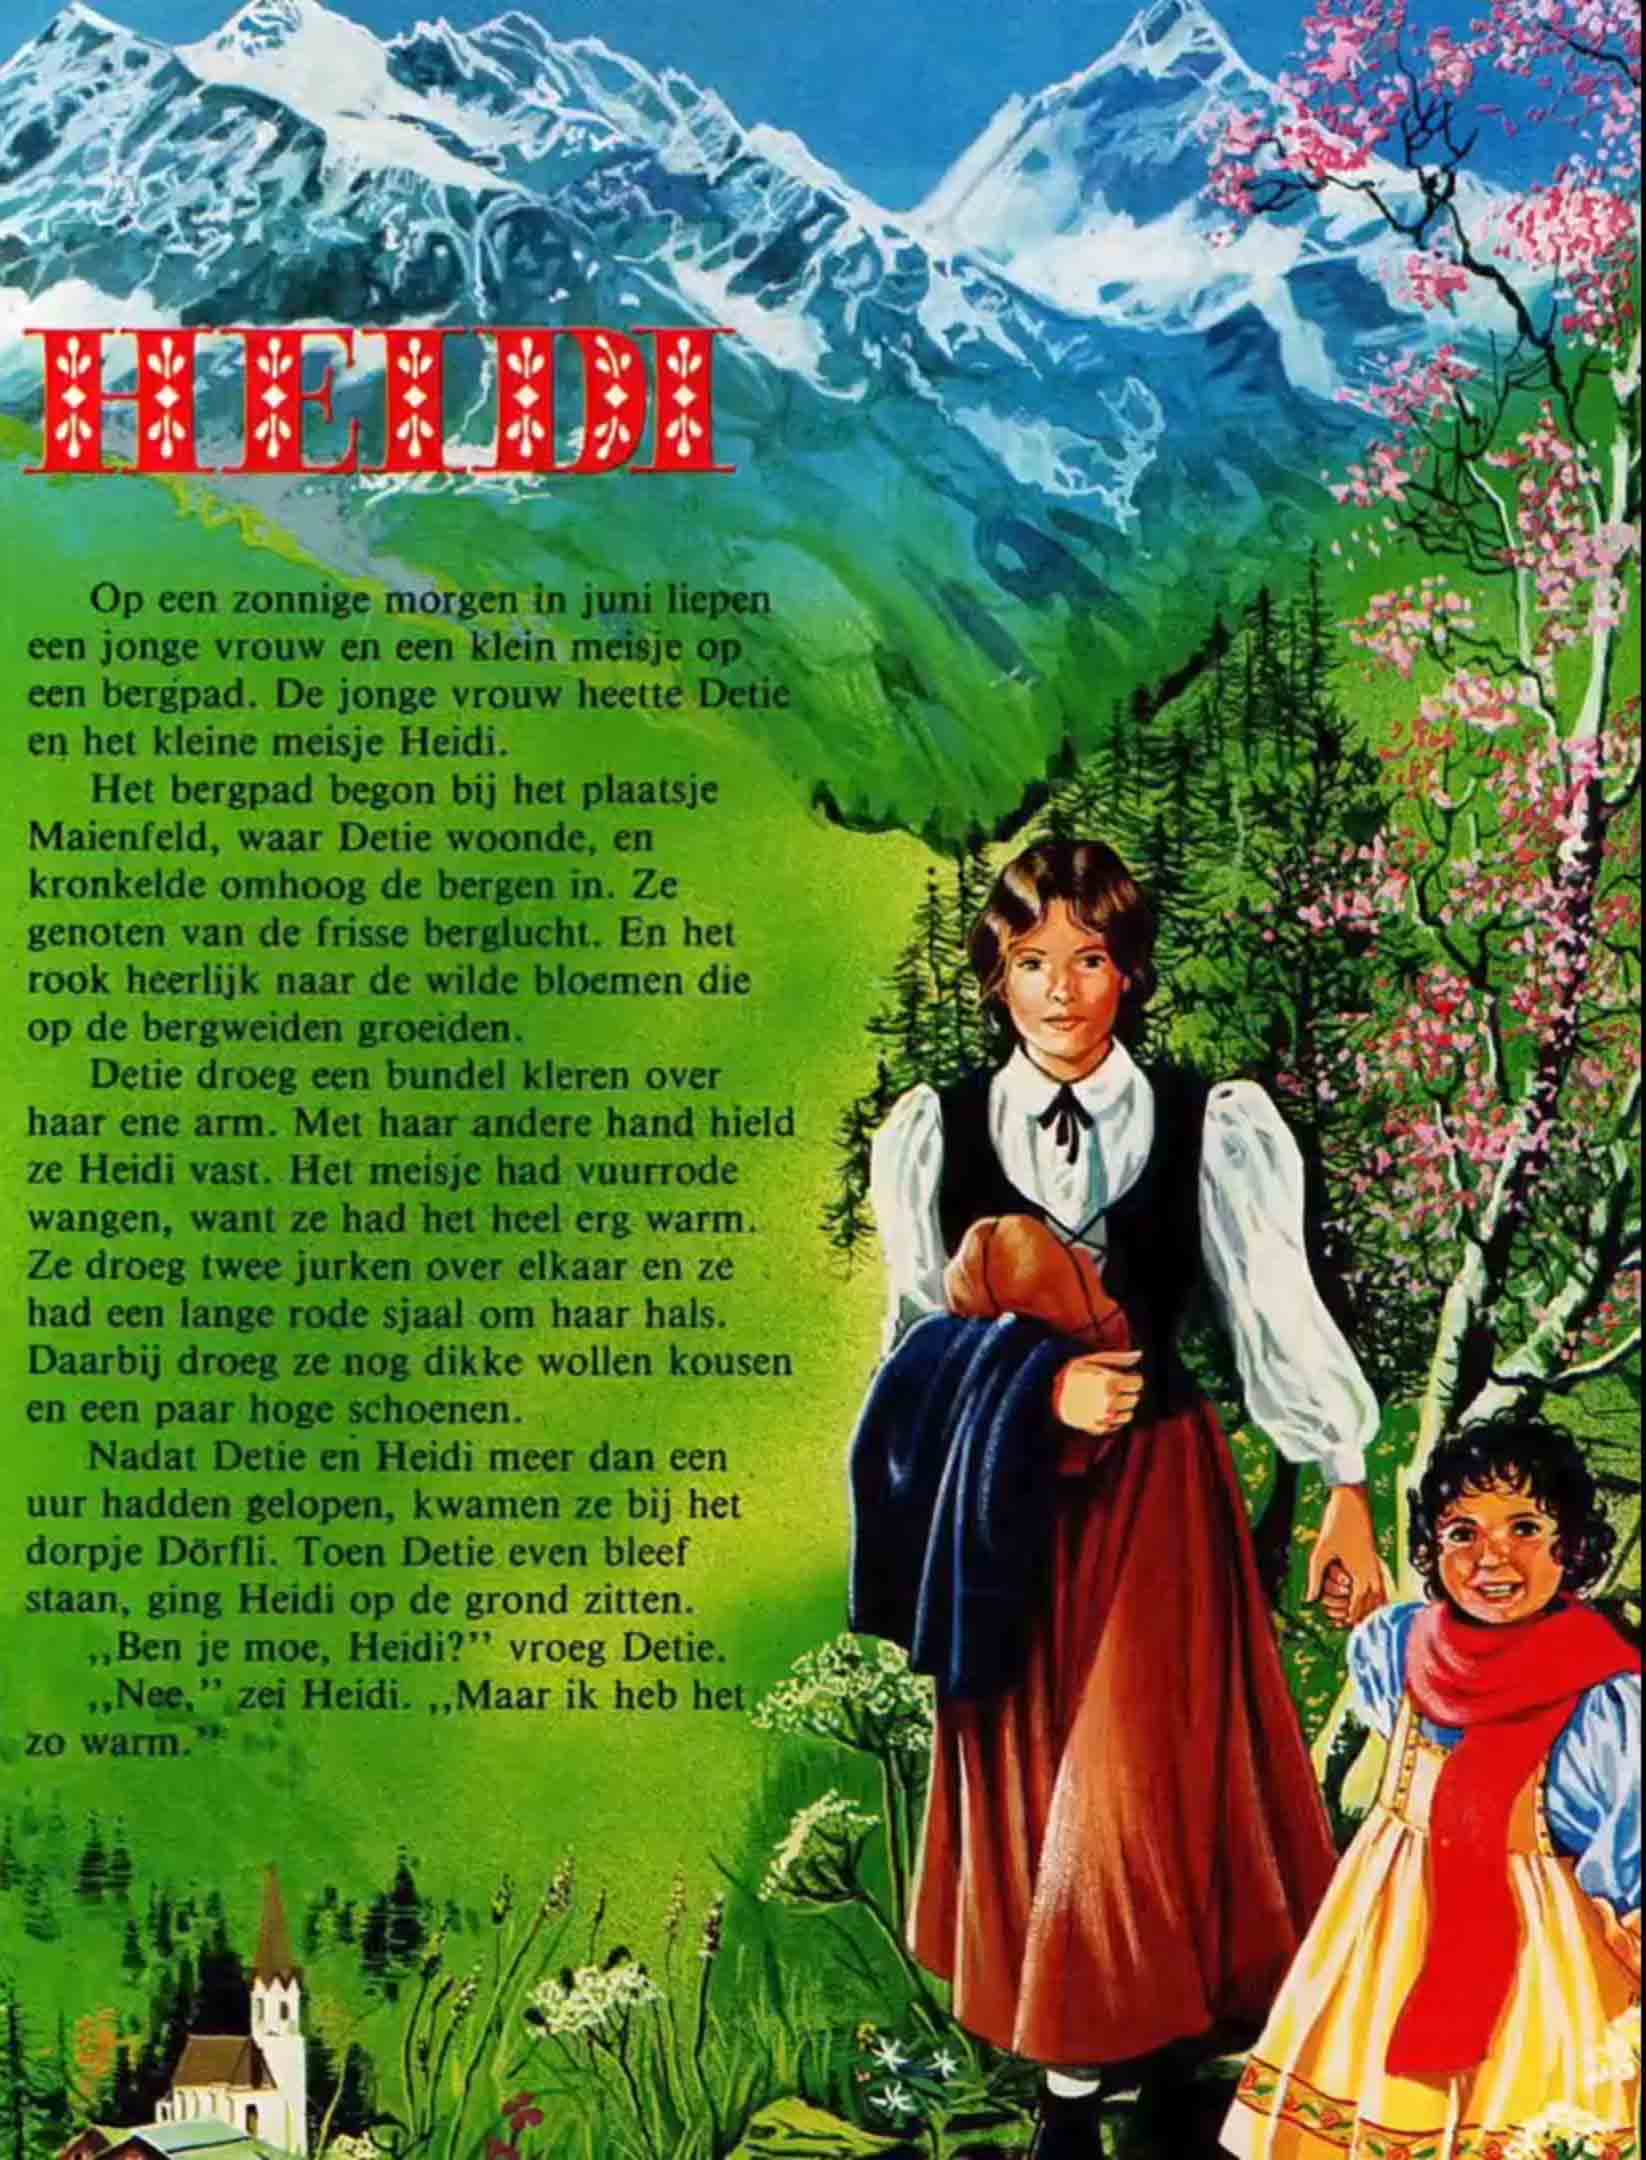 HEIDI
Op een zonnige morgen in juni liepen
een jonge vrouw en een klein meisje op
een bergpad. De jonge vrouw heette Detie
en het kleine meisje Heidi.
Het bergpad begon bij het plaatsje
Maienfeld, waar Detie woonde, en
kronkelde omhoog de bergen in. Ze
genoten van de frisse berglucht. En het
rook heerlijk naar de wilde bloemen die
op de bergweiden groeiden.
Detie droeg een bundel kleren over
haar ene arm. Met haar andere hand hield
ze Heidi vast. Het meisje had vuurrode
wangen, want ze had het heel erg warm.
Ze droeg twee jurken over elkaar en ze
had een lange rode sjaal om haar hals.
Daarbij droeg ze nog dikke wollen kousen
en een paar hoge schoenen.
Nadat Detie en Heidi meer dan een
uur hadden gelopen, kwamen ze bij het
dorpje Dörfli. Toen Detie even bleef
staan, ging Heidi op de grond zitten.
,,Ben je moe, Heidi?” vroeg Detie.
,,Nee,” zei Heidi. ,,Maar ik heb het
zo warm.”